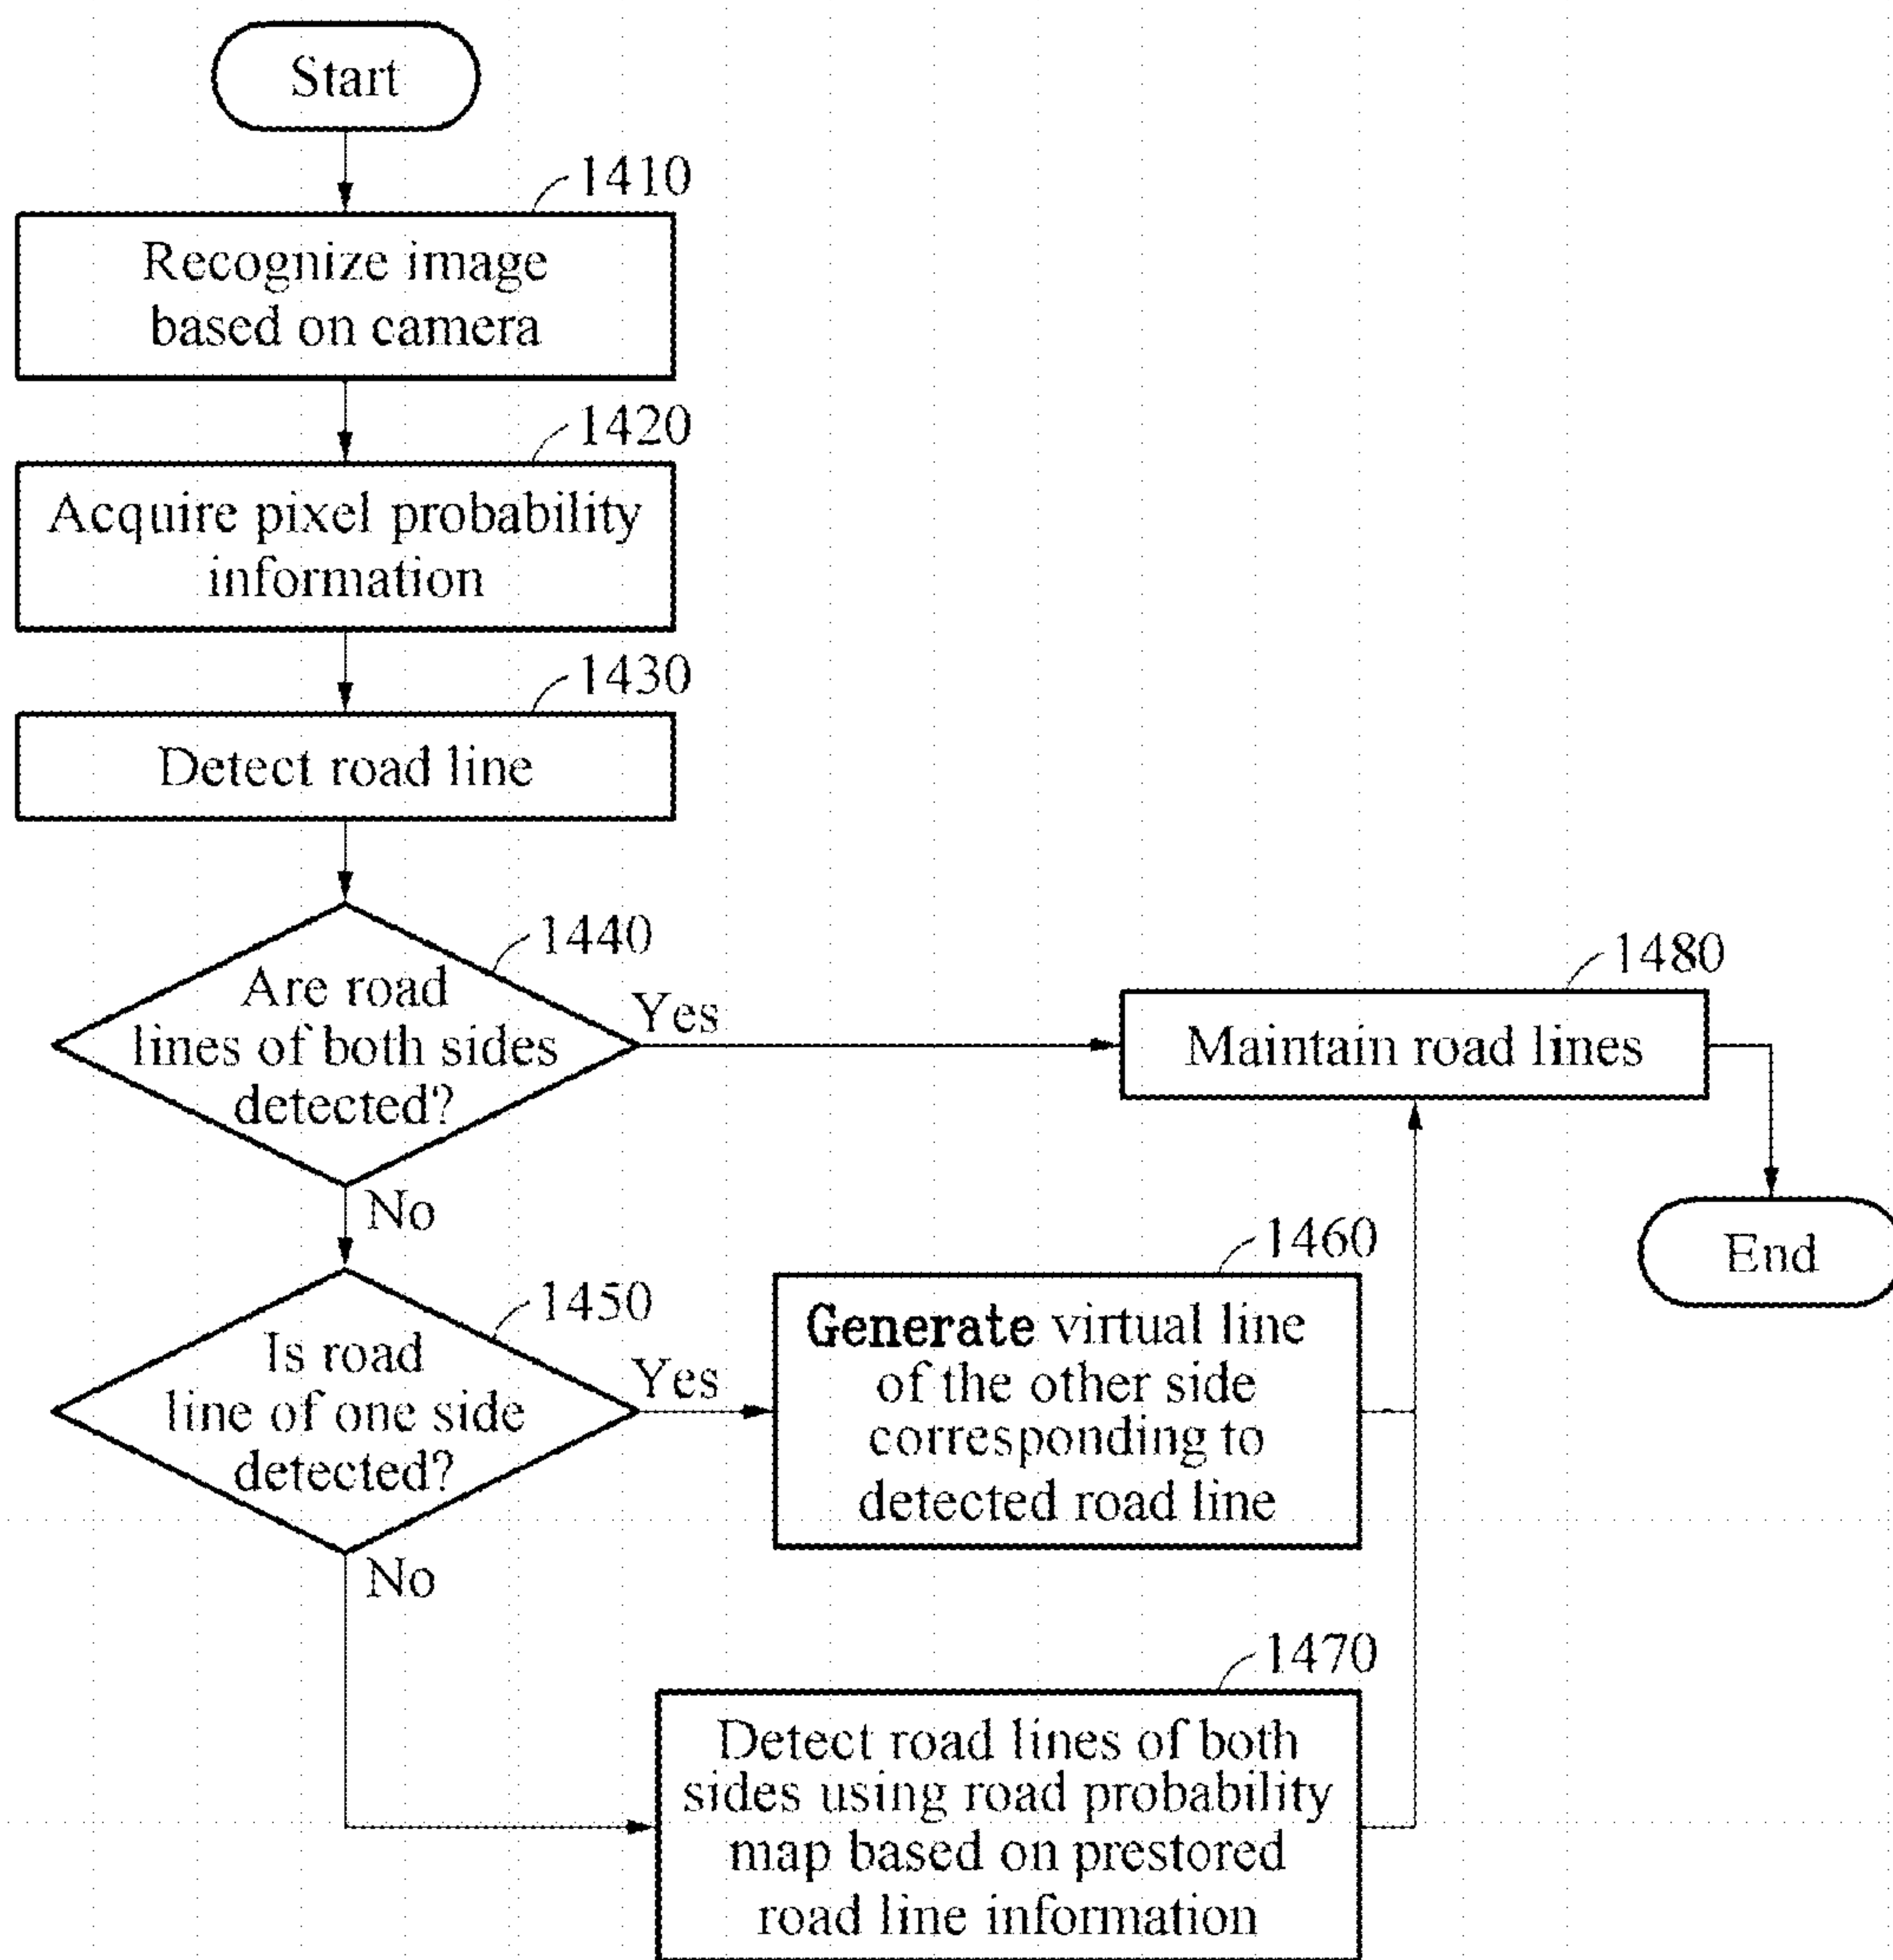 Start
1410
Recognize image
based on camera
1420
Acquire pixel probability
information
1430
Detect road line
1440
Are road
lines of both sides
detected?
Yes
No
1480
Maintain road lines
End
1450
Is road
line of one side
detected?
Yes
No
1460
Generate virtual line
of the other side
corresponding to
detected road line
1470
Detect road lines of both
sides using road probability
map based on prestored
road line information